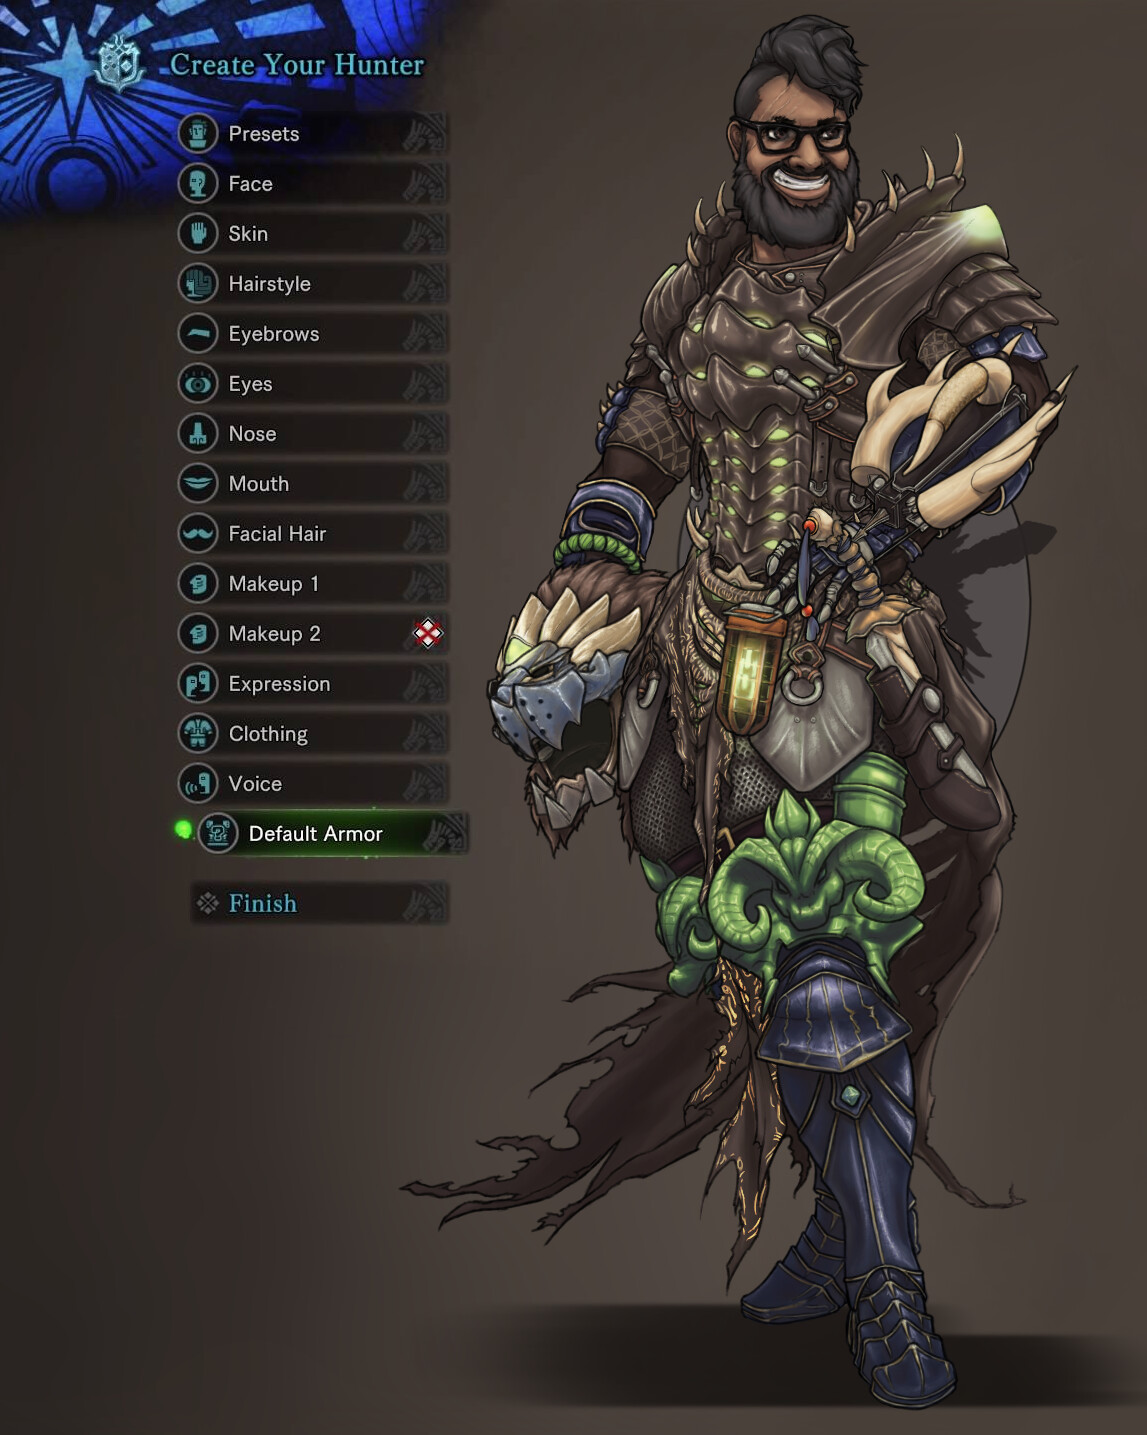 Create Your Hunter
Presets
Face
Skin
Hairstyle
Eyebrows
Eyes
Nose
Mouth
Facial Hair
Makeup 1
Makeup 2
Expression
Clothing
Voice
Default Armor
Finish